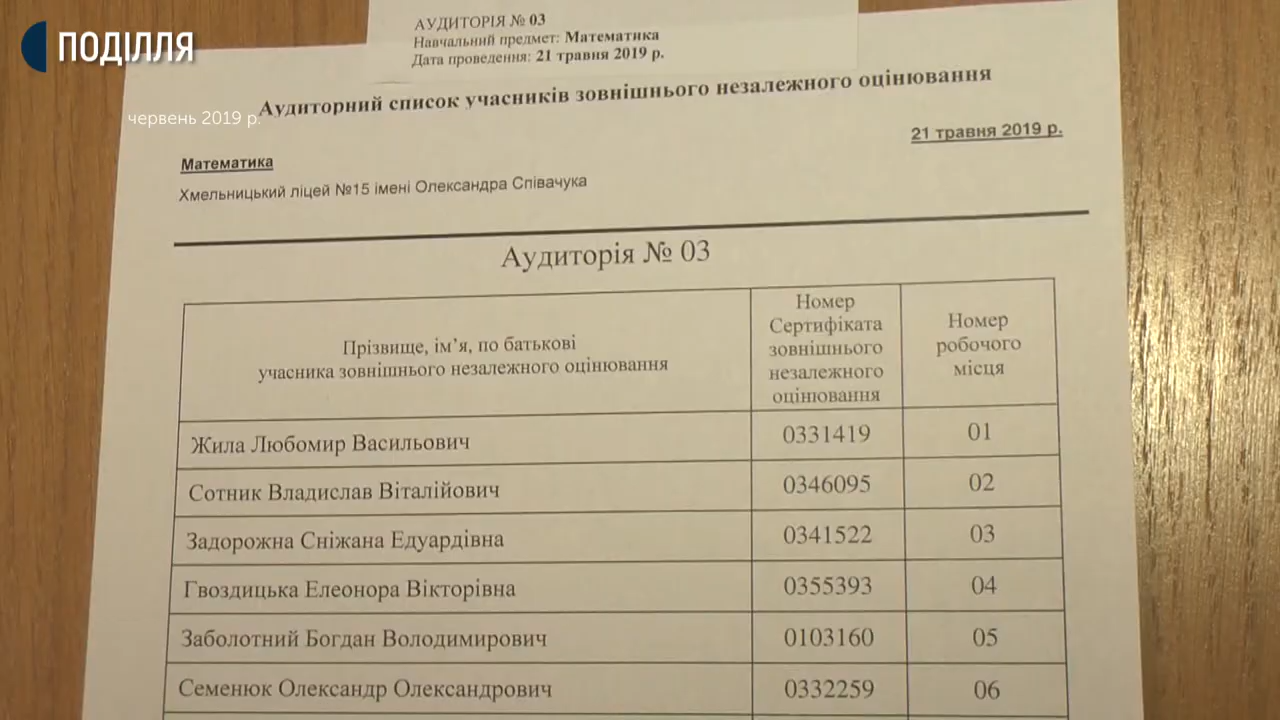 ПОДІЛЛЯ
АУДИТОРІЯ № 03
Навчальний предмет: Математика
Дата проведення: 21 травня 2019 р.
Аудиторний список учасників зовнішнього незалежного оцінювання
червень 2019 р.
21 травня 2019 р.
Математика
Хмельницький ліцей №15 імені Олександра Співачука
Аудиторія № 03
Прізвище, ім’я, по батькові
учасника зовнішнього незалежного оцінювання
Номер
Сертифіката
зовнішнього
незалежного
оцінювання
Номер
робочого
місця
Жила Любомир Васильович 0331419 01
Сотник Владислав Віталійович 0346095 02
Задорожна Сніжана Едуардівна 0341522 03
Гвоздицька Елеонора Вікторівна 0355393 04
Заболотний Богдан Володимирович 0103160 05
Семенюк Олександр Олександрович 0332259 06